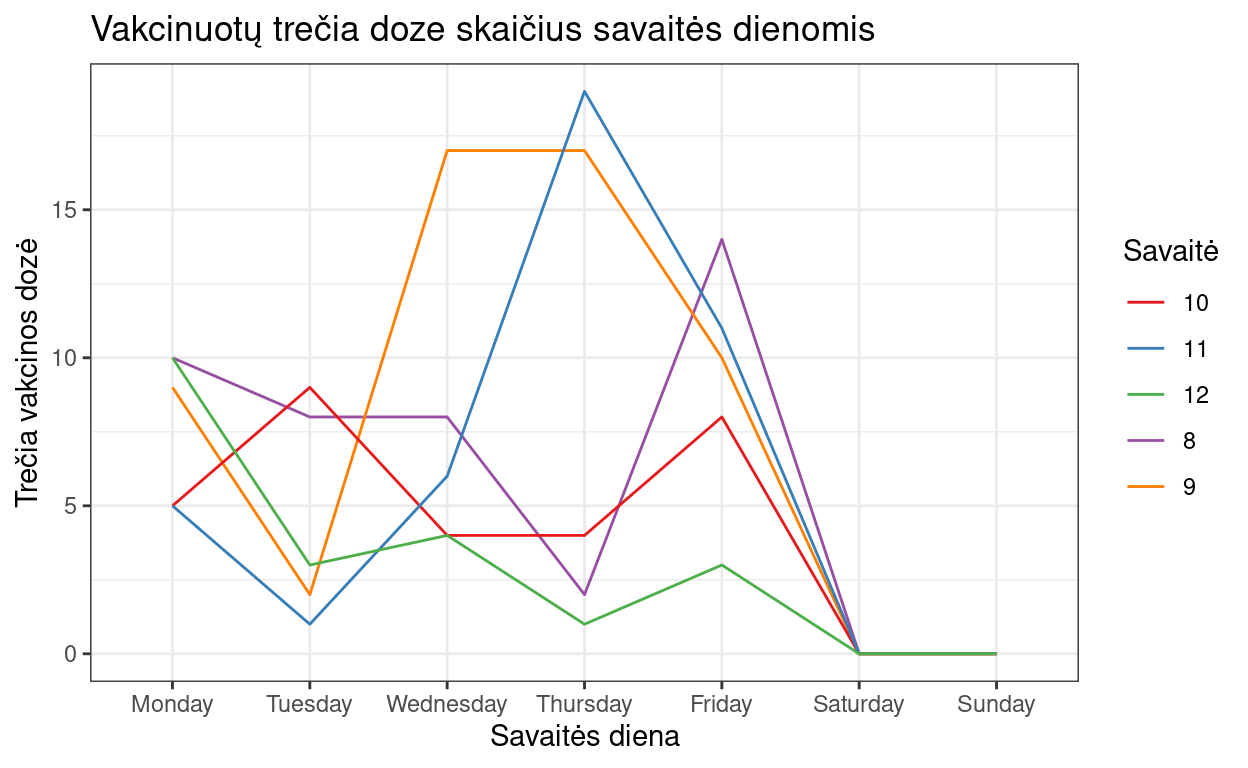 Vakcinuotų trečia doze skaičius savaitės dienomis
Trečia vakcinos dozė
15
10
5
0
Monday Tuesday Wednesday Thursday Friday Saturday Sunday
Savaitės diena
Savaitė
10
11
12
8
9